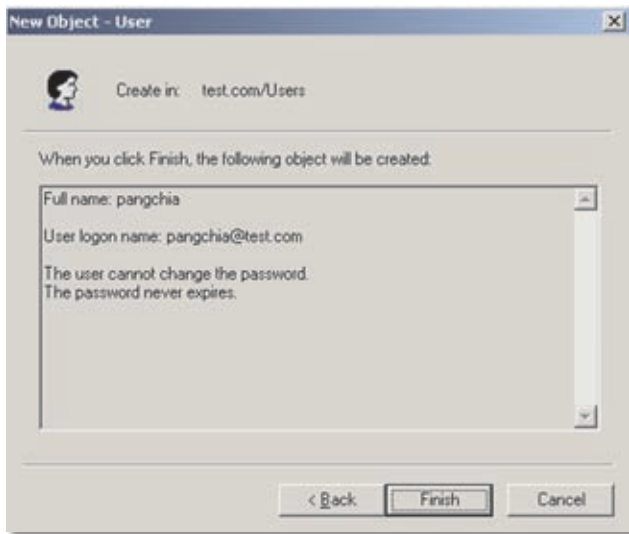 New Object - User
Create in: test.com/Users
When you click Finish, the following object will be created:
Full name: pangchia
User logon name: pangchia@test.com
The user cannot change the password.
The password never expires.
< Back Finish Cancel